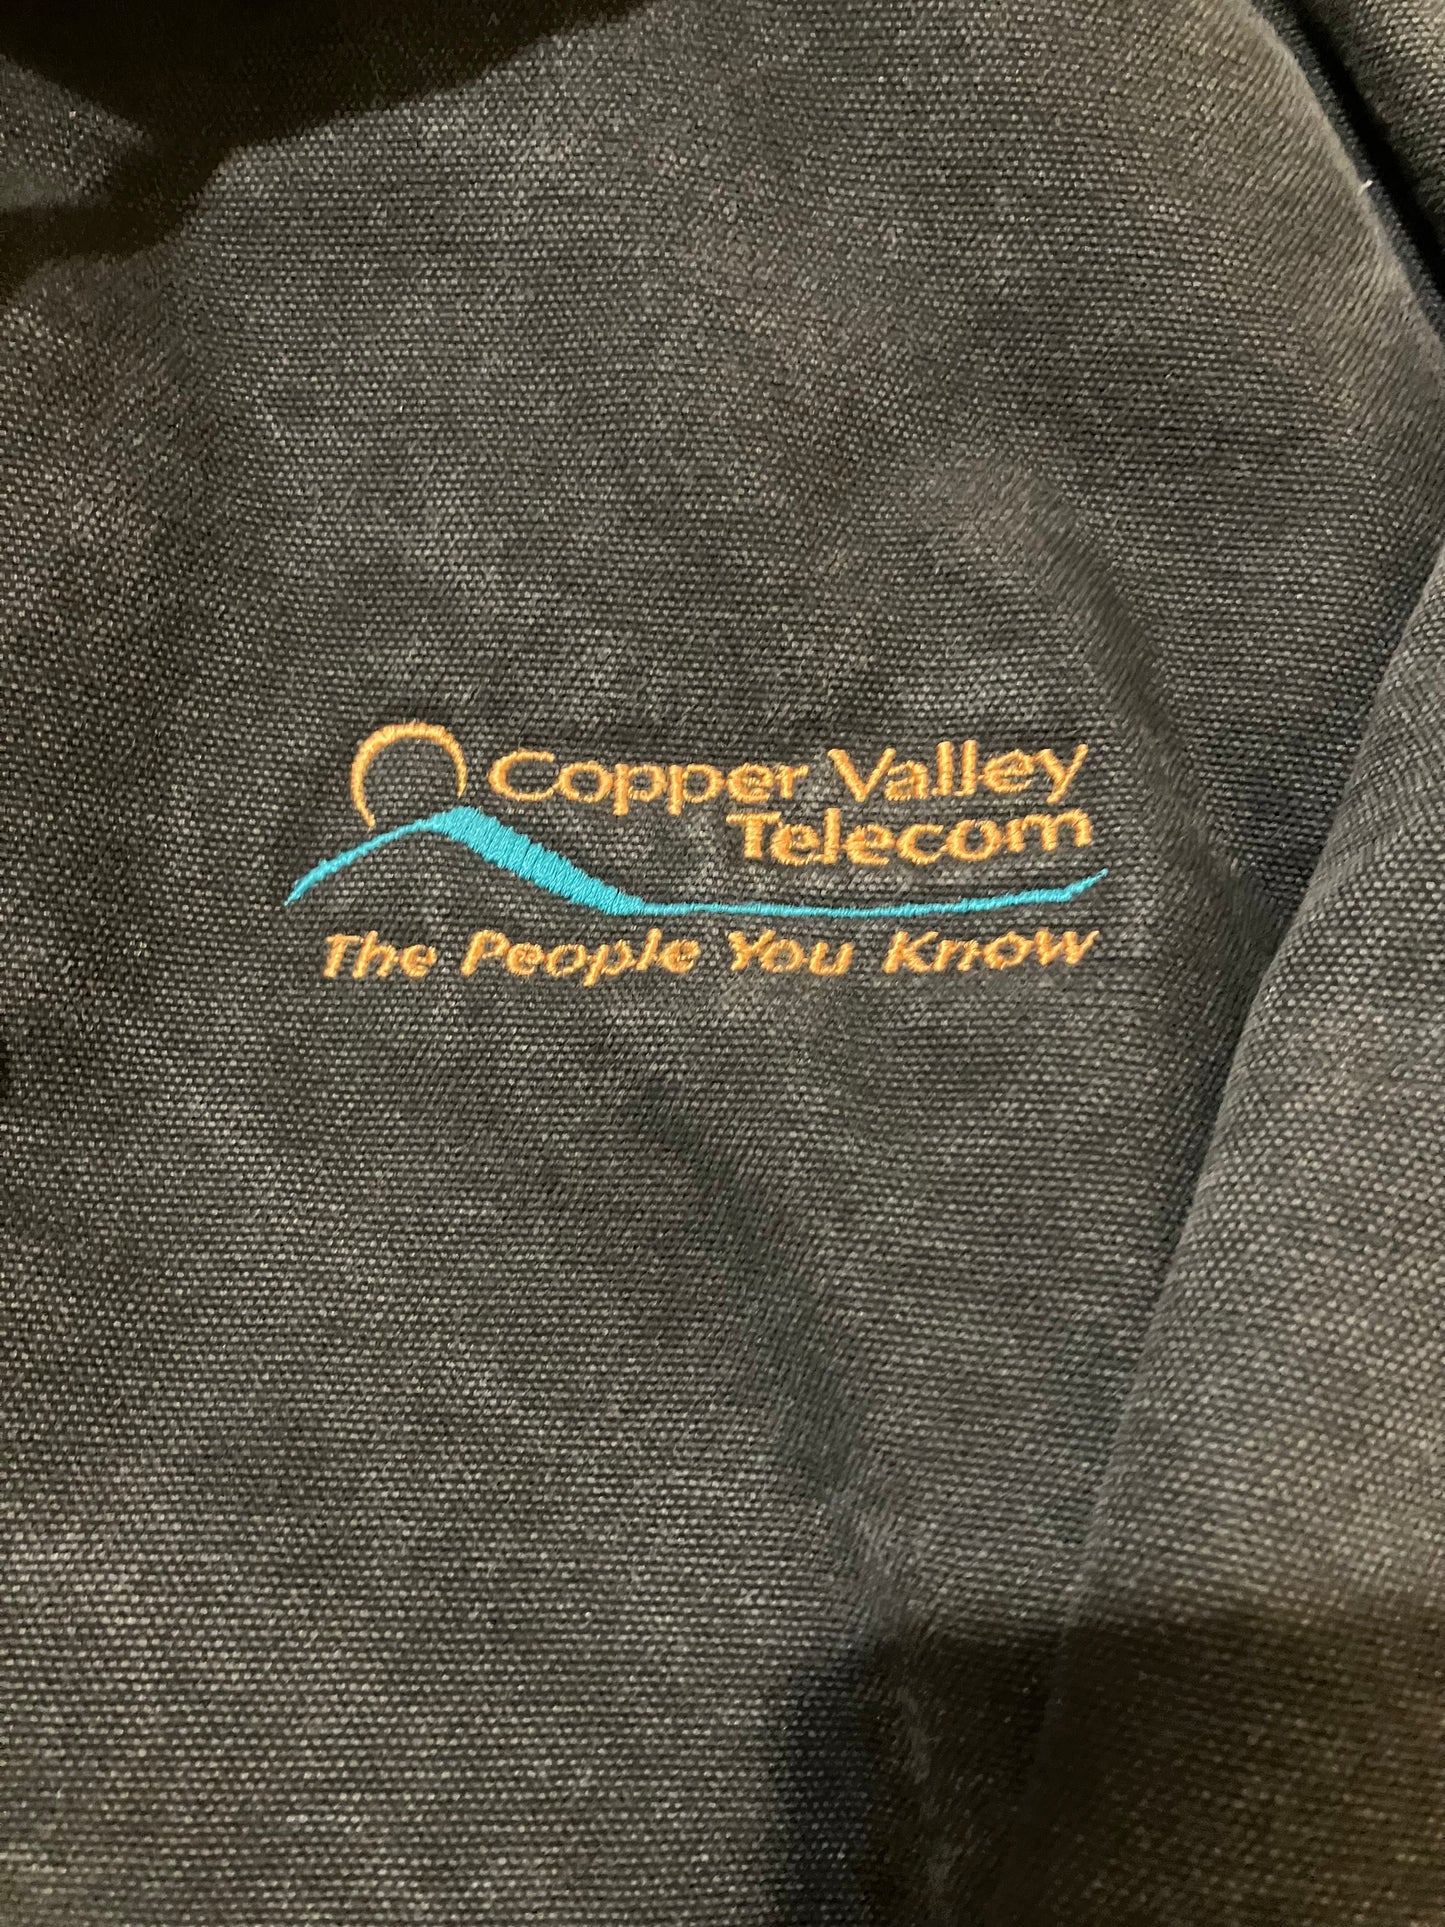 Copper Valley
Telecom
The People You Know